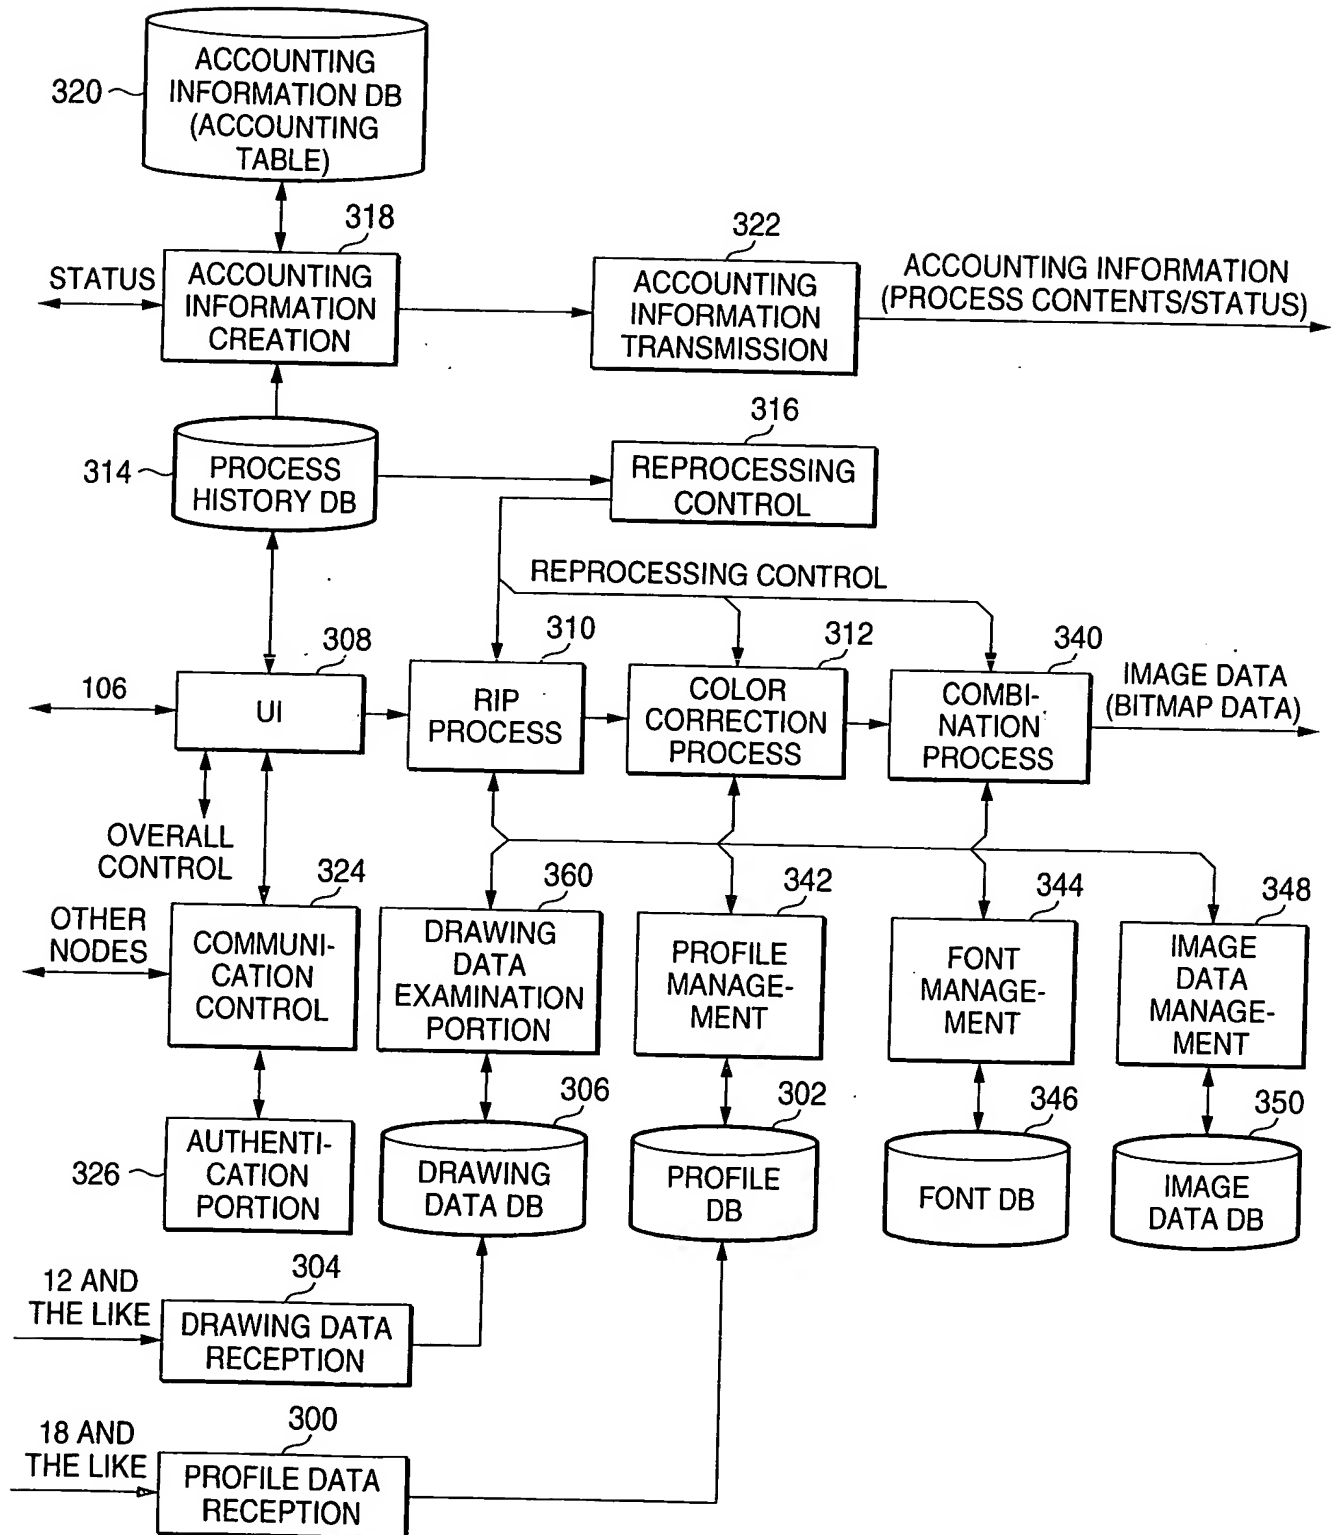 ACCOUNTING
INFORMATION DB
(ACCOUNTING
TABLE)
320
318
322
STATUS
ACCOUNTING
INFORMATION
CREATION
ACCOUNTING
INFORMATION
TRANSMISSION
ACCOUNTING INFORMATION
(PROCESS CONTENTS/STATUS)
316
314
PROCESS
HISTORY DB
REPROCESSING
CONTROL
REPROCESSING CONTROL
308
310
312
340
106
UI
RIP
PROCESS
COLOR
CORRECTION
PROCESS
COMBI-
NATION
PROCESS
IMAGE DATA
(BITMAP DATA)
OVERALL
CONTROL
324
360
342
344
348
OTHER
NODES
COMMUNI-
CATION
CONTROL
DRAWING
DATA
EXAMINATION
PORTION
PROFILE
MANAGE-
MENT
FONT
MANAGE-
MENT
IMAGE
DATA
MANAGE-
MENT
306
302
346
350
326
AUTHENTI-
CATION
PORTION
DRAWING
DATA DB
PROFILE
DB
FONT DB
IMAGE
DATA DB
12 AND
THE LIKE
304
DRAWING DATA
RECEPTION
18 AND
THE LIKE
300
PROFILE DATA
RECEPTION